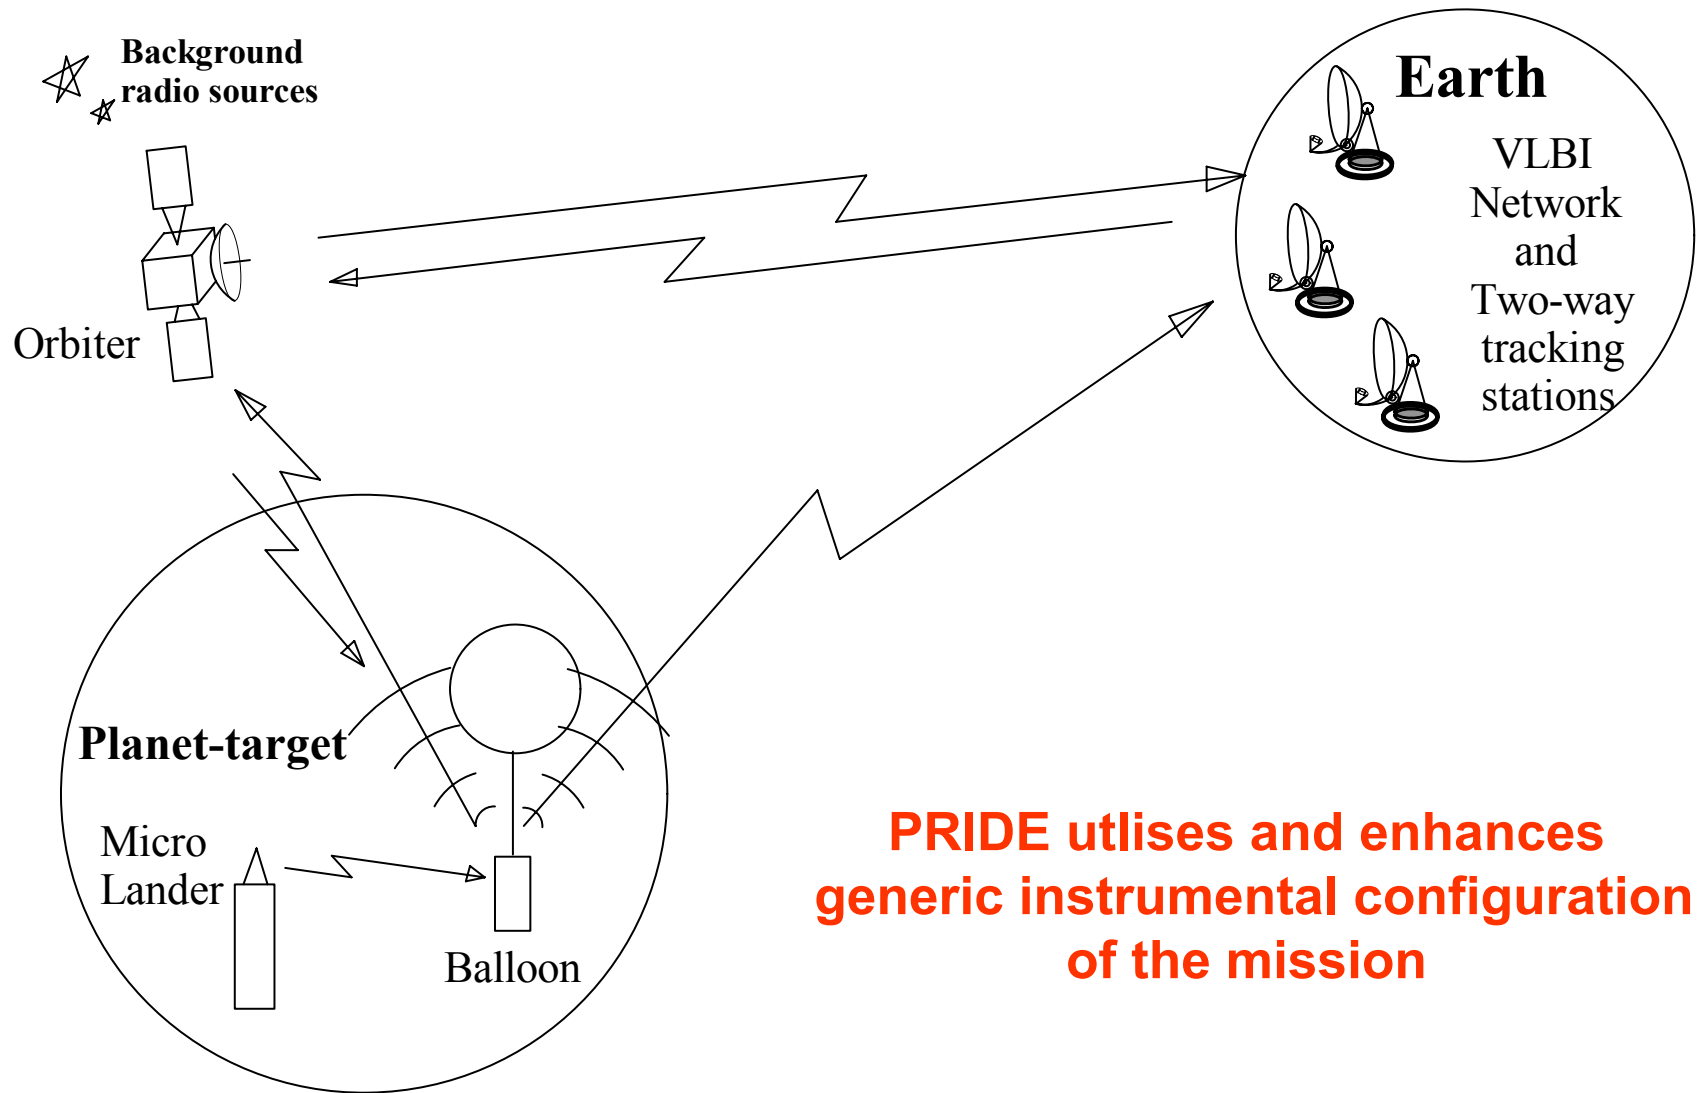 Background
radio sources
Earth
VLBI
Network
and
Two-way
tracking
stations
Orbiter
Planet-target
Micro
Lander
Balloon
PRIDE utlises and enhances
generic instrumental configuration
of the mission